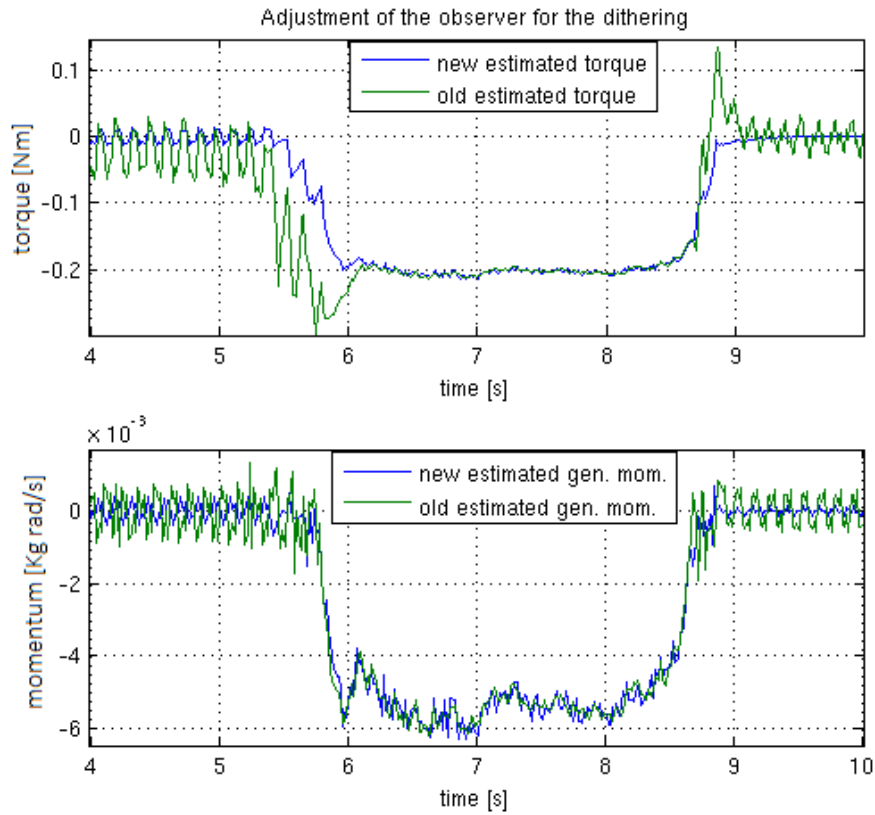 Adjustment of the observer for the dithering
new estimated torque
old estimated torque
0.1
0
-0.1
-0.2
torque [Nm]
4 5 6 7 8 9
time [s]
× 10⁻³
new estimated gen. mom.
old estimated gen. mom.
0
-2
-4
-6
momentum [Kg rad/s]
4 5 6 7 8 9 10
time [s]